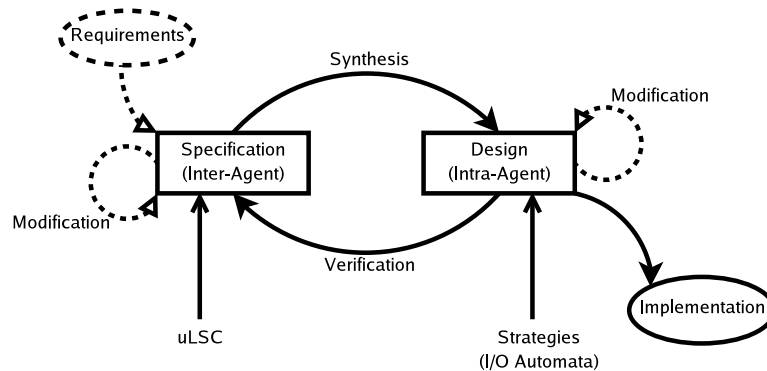 Requirements
Synthesis
Modification
Specification
(Inter-Agent)
Design
(Intra-Agent)
Modification
Verification
Implementation
uLSC
Strategies
(I/O Automata)